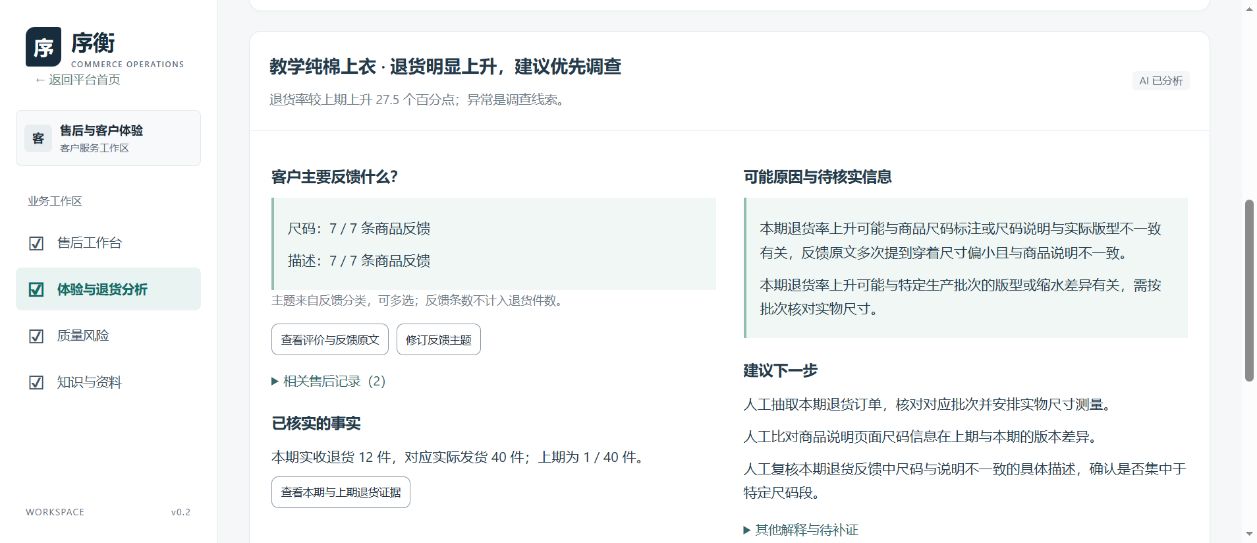 序 序衡
COMMERCE OPERATIONS
← 返回平台首页
客 售后与客户体验
客户服务工作区
业务工作区
售后工作台
体验与退货分析
质量风险
知识与资料
WORKSPACE v0.2
教学纯棉上衣 · 退货明显上升，建议优先调查
退货率较上期上升 27.5 个百分点；异常是调查线索。
AI 已分析
客户主要反馈什么？
尺码：7 / 7 条商品反馈
描述：7 / 7 条商品反馈
主题来自反馈分类，可多选；反馈条数不计入退货件数。
查看评价与反馈原文 修订反馈主题
▶ 相关售后记录（2）
已核实的事实
本期实收退货 12 件，对应实际发货 40 件；上期为 1 / 40 件。
查看本期与上期退货证据
可能原因与待核实信息
本期退货率上升可能与商品尺码标注或尺码说明与实际版型不一致
有关，反馈原文多次提到穿着尺寸偏小且与商品说明不一致。
本期退货率上升可能与特定生产批次的版型或缩水差异有关，需按
批次核对实物尺寸。
建议下一步
人工抽取本期退货订单，核对对应批次并安排实物尺寸测量。
人工比对商品说明页面尺码信息在上期与本期的版本差异。
人工复核本期退货反馈中尺码与说明不一致的具体描述，确认是否集中于
特定尺码段。
▶ 其他解释与待补证